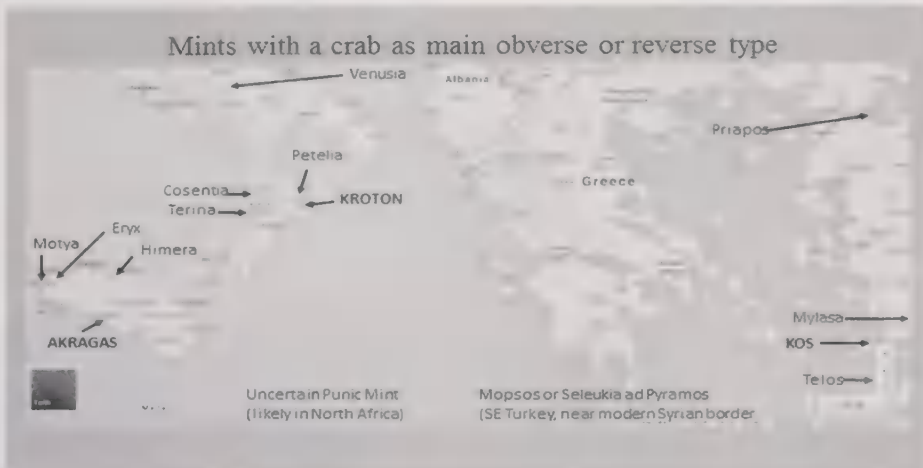 Mints with a crab as main obverse or reverse type
Venusia
Albania
Priapos
Petelia
Greece
Cosentia
KROTON
Terina
Eryx
Motya
Himera
Mylasa
AKRAGAS
KOS
Telos
Uncertain Punic Mint
(likely in North Africa)
Mopsos or Seleukia ad Pyramos
(SE Turkey, near modern Syrian border